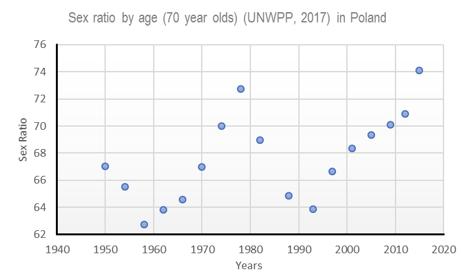 Sex ratio by age (70 year olds) (UNWPP, 2017) in Poland
76
74
72
70
68
66
64
62
Sex Ratio
1940 1950 1960 1970 1980 1990 2000 2010 2020
Years